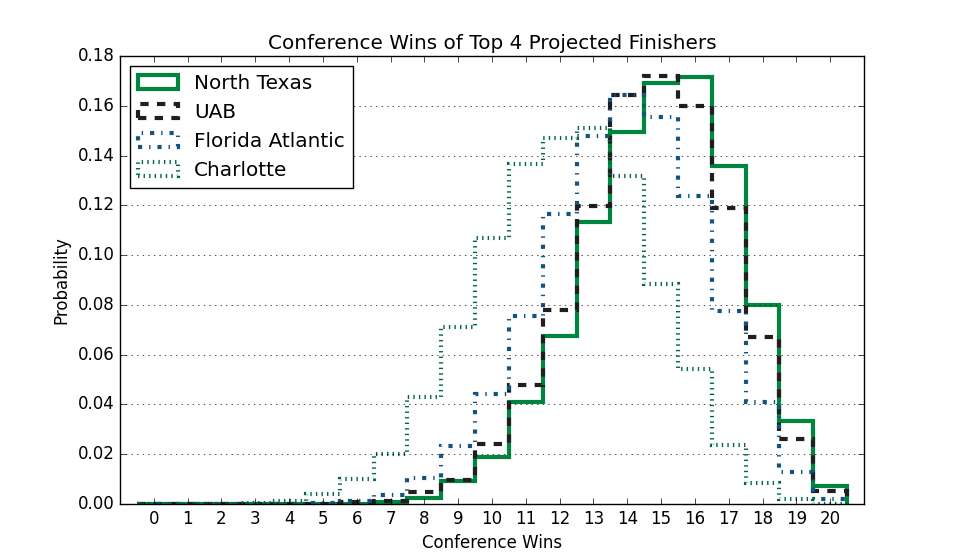 Conference Wins of Top 4 Projected Finishers
0.18
0.16
0.14
0.12
0.10
0.08
0.06
0.04
0.02
0.00
Probability
North Texas
UAB
Florida Atlantic
Charlotte
0 1 2 3 4 5 6 7 8 9 10 11 12 13 14 15 16 17 18 19 20
Conference Wins